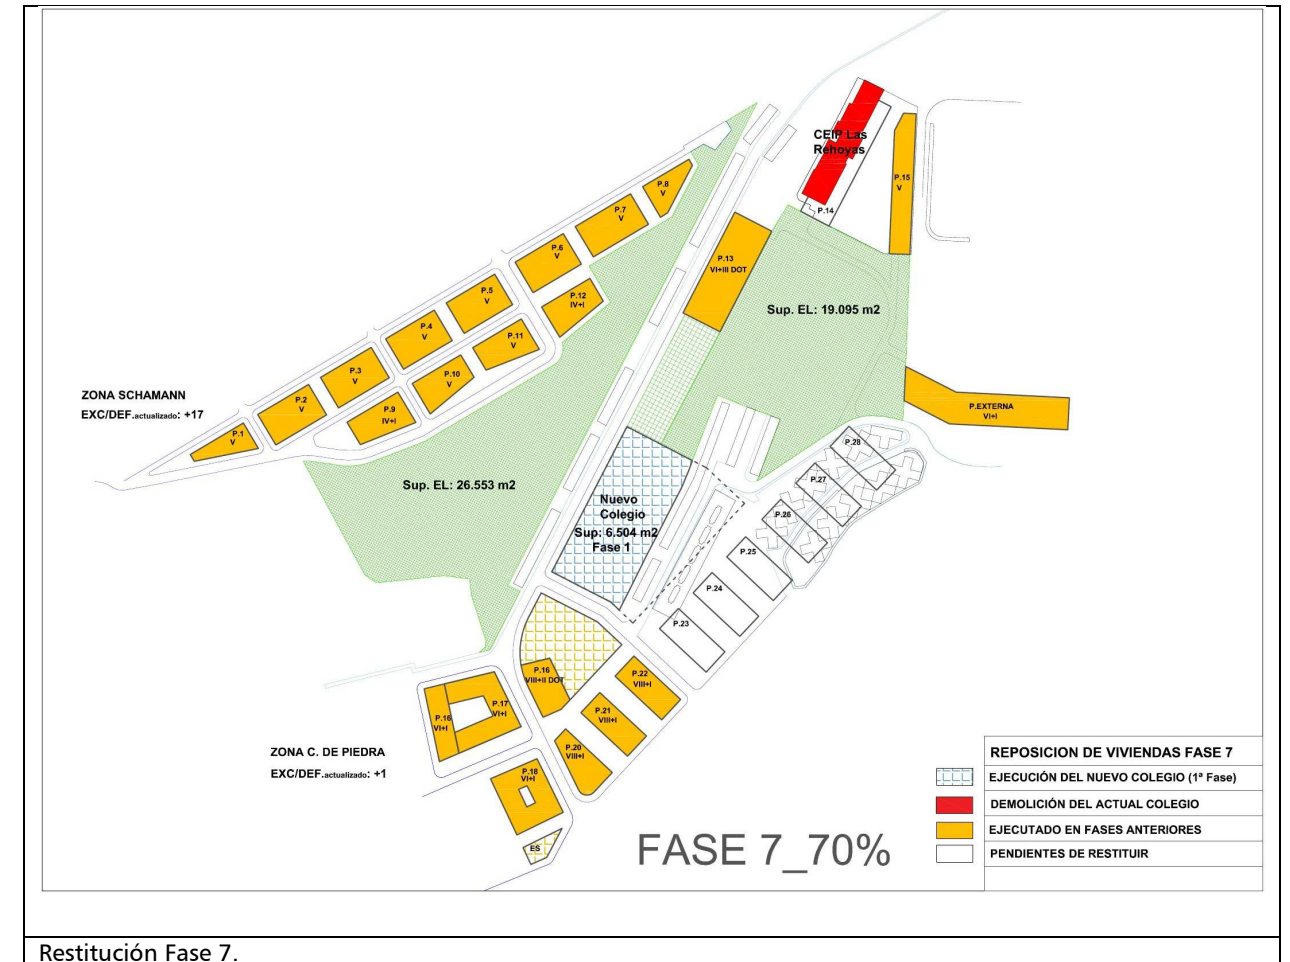 CEIP Las
Rehoyas
P.14
P.15
V
P.8
V
P.7
V
P.6
V
P.5
V
P.4
V
P.3
V
P.2
V
P.1
V
P.12
IV+I
P.11
V
P.10
V
P.9
IV+I
P.13
VI+III DOT
Sup. EL: 19.095 m2
ZONA SCHAMANN
EXC/DEF.actualizado: +17
P.EXTERNA
VI+I
Sup. EL: 26.553 m2
Nuevo
Colegio
Sup: 6.504 m2
Fase 1
P.28
P.27
P.26
P.25
P.24
P.23
P.22
VIII+I
P.21
VIII+I
P.20
VIII+I
P.16
VIII+II DOT
P.16
VI+I
P.17
VI+I
P.18
VI+I
ES
ZONA C. DE PIEDRA
EXC/DEF.actualizado: +1
FASE 7_70%
REPOSICION DE VIVIENDAS FASE 7
EJECUCIÓN DEL NUEVO COLEGIO (1ª Fase)
DEMOLICIÓN DEL ACTUAL COLEGIO
EJECUTADO EN FASES ANTERIORES
PENDIENTES DE RESTITUIR
Restitución Fase 7.